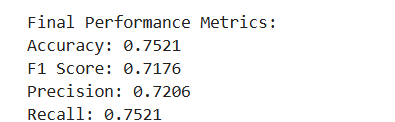 Final Performance Metrics:
Accuracy: 0.7521
F1 Score: 0.7176
Precision: 0.7206
Recall: 0.7521